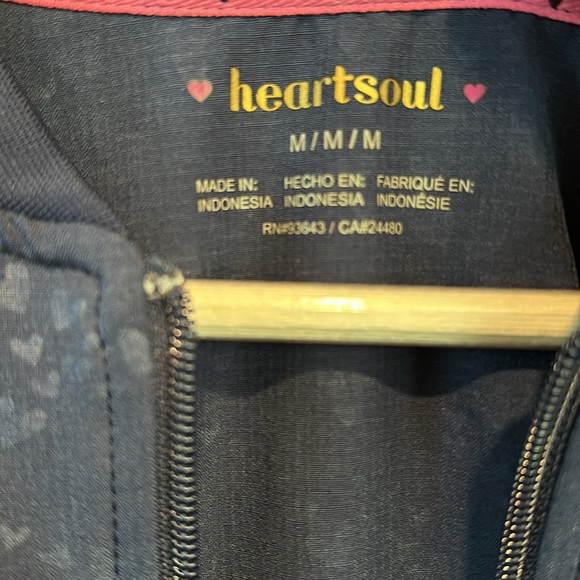 heartsoul
M / M / M
MADE IN: HECHO EN: FABRIQUÉ EN:
INDONESIA INDONESIA INDONÉSIE
RN#93643 / CA#24480